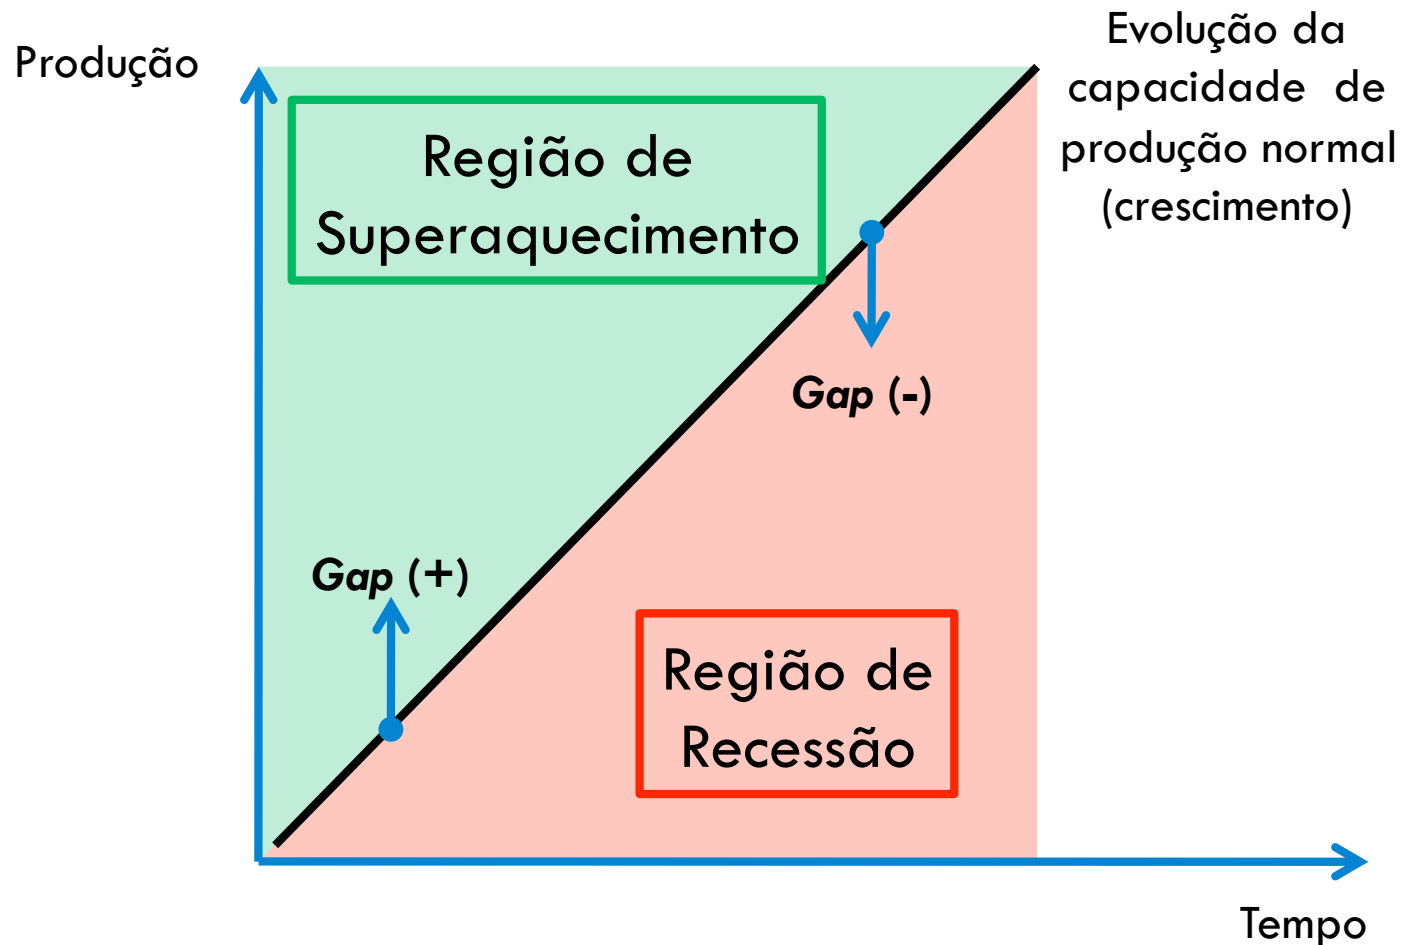 Produção
Evolução da
capacidade de
produção normal
(crescimento)
Região de
Superaquecimento
Gap (-)
Gap (+)
Região de
Recessão
Tempo